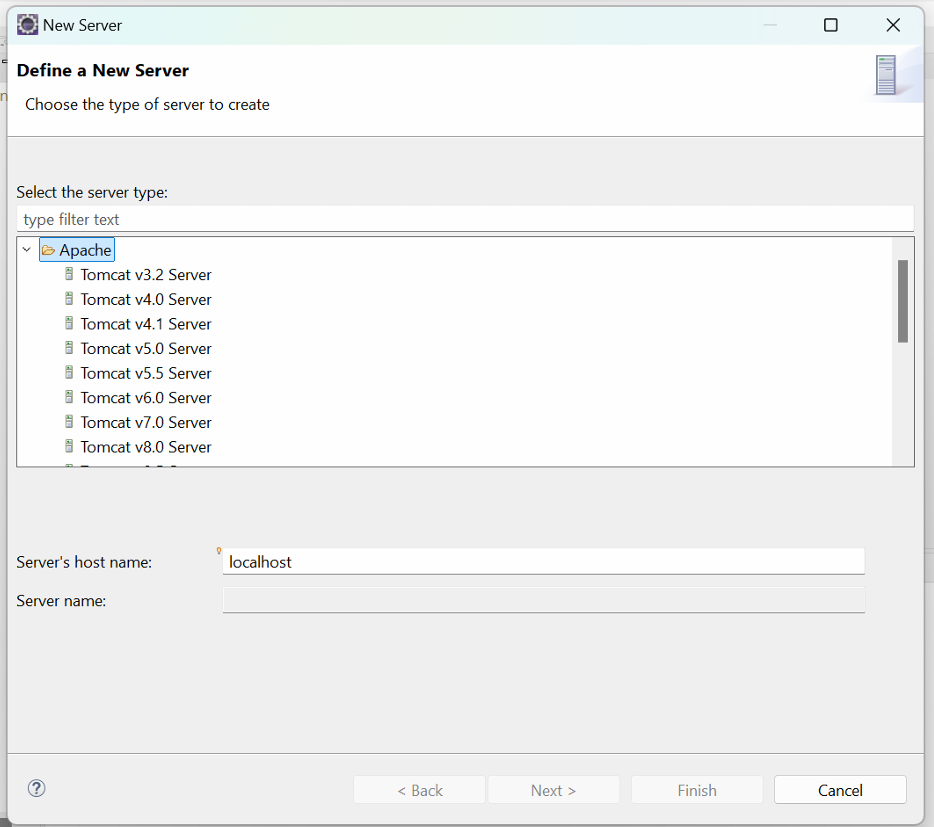 New Server
Define a New Server
Choose the type of server to create
Select the server type:
type filter text
Apache
Tomcat v3.2 Server
Tomcat v4.0 Server
Tomcat v4.1 Server
Tomcat v5.0 Server
Tomcat v5.5 Server
Tomcat v6.0 Server
Tomcat v7.0 Server
Tomcat v8.0 Server
Server's host name:
localhost
Server name:
?
< Back
Next >
Finish
Cancel